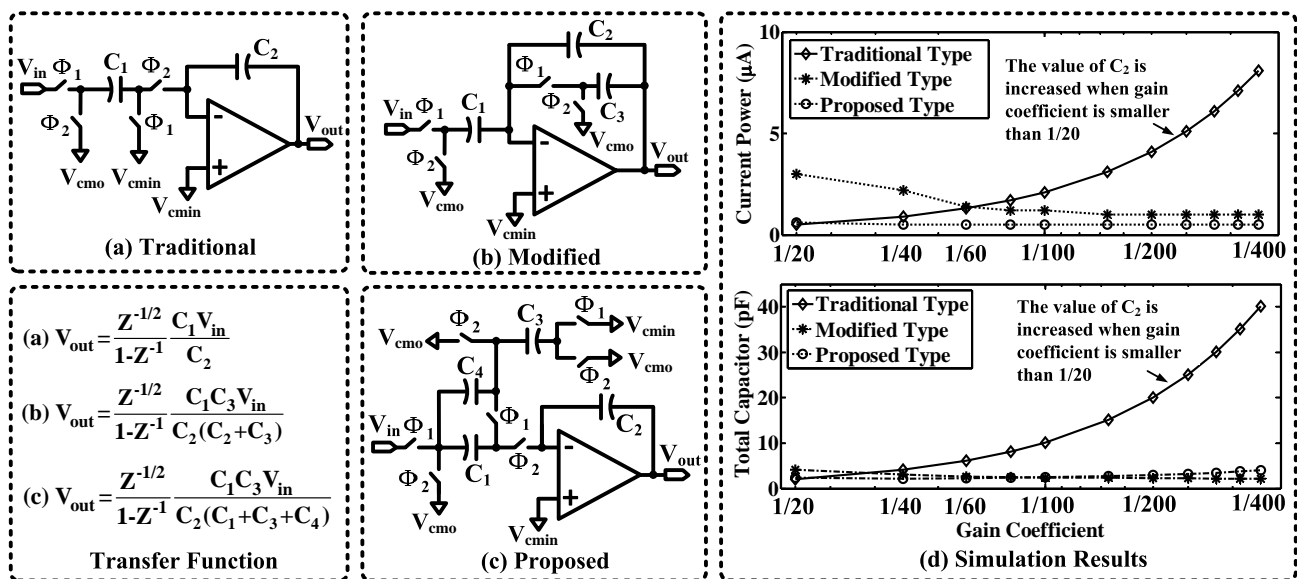 V_in
Φ_1
C_1
Φ_2
C_2
Φ_2
Φ_1
V_cmo
V_cmin
-
+
V_cmin
V_out
(a) Traditional
C_2
Φ_1
C_3
Φ_2
V_cmo
V_in
Φ_1
C_1
Φ_2
V_cmo
-
+
V_cmin
V_out
(b) Modified
(a) V_out = Z^{-1/2} / (1-Z^{-1}) C_1V_in / C_2
(b) V_out = Z^{-1/2} / (1-Z^{-1}) C_1C_3V_in / C_2(C_2+C_3)
(c) V_out = Z^{-1/2} / (1-Z^{-1}) C_1C_3V_in / C_2(C_1+C_3+C_4)
Transfer Function
V_cmo
Φ_2
C_3
Φ_1
V_cmin
V_cmo
Φ_2
C_4
Φ_1
V_in
Φ_1
C_1
Φ_2
C_2
Φ_2
Φ_2
V_cmo
-
+
V_cmin
V_out
(c) Proposed
Current Power (μA)
10
5
0
Traditional Type
Modified Type
Proposed Type
The value of C_2 is
increased when gain
coefficient is smaller
than 1/20
1/20 1/40 1/60 1/100 1/200 1/400
Total Capacitor (pF)
40
30
20
10
0
Traditional Type
Modified Type
Proposed Type
The value of C_2 is
increased when gain
coefficient is smaller
than 1/20
1/20 1/40 1/60 1/100 1/200 1/400
Gain Coefficient
(d) Simulation Results